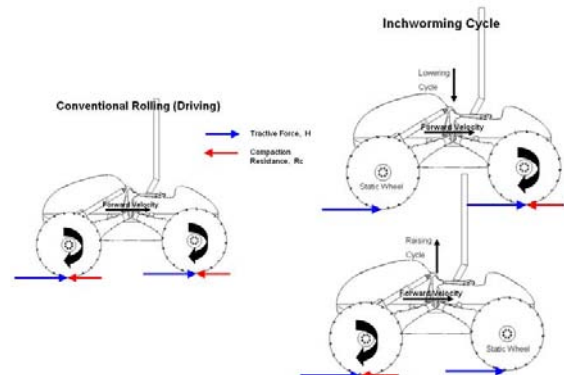 Inchworming Cycle
Conventional Rolling (Driving)
Tractive Force, H
Compaction
Resistance, Rc
Forward Velocity
Lowering
Cycle
Forward Velocity
Static Wheel
Raising
Cycle
Forward Velocity
Static Wheel